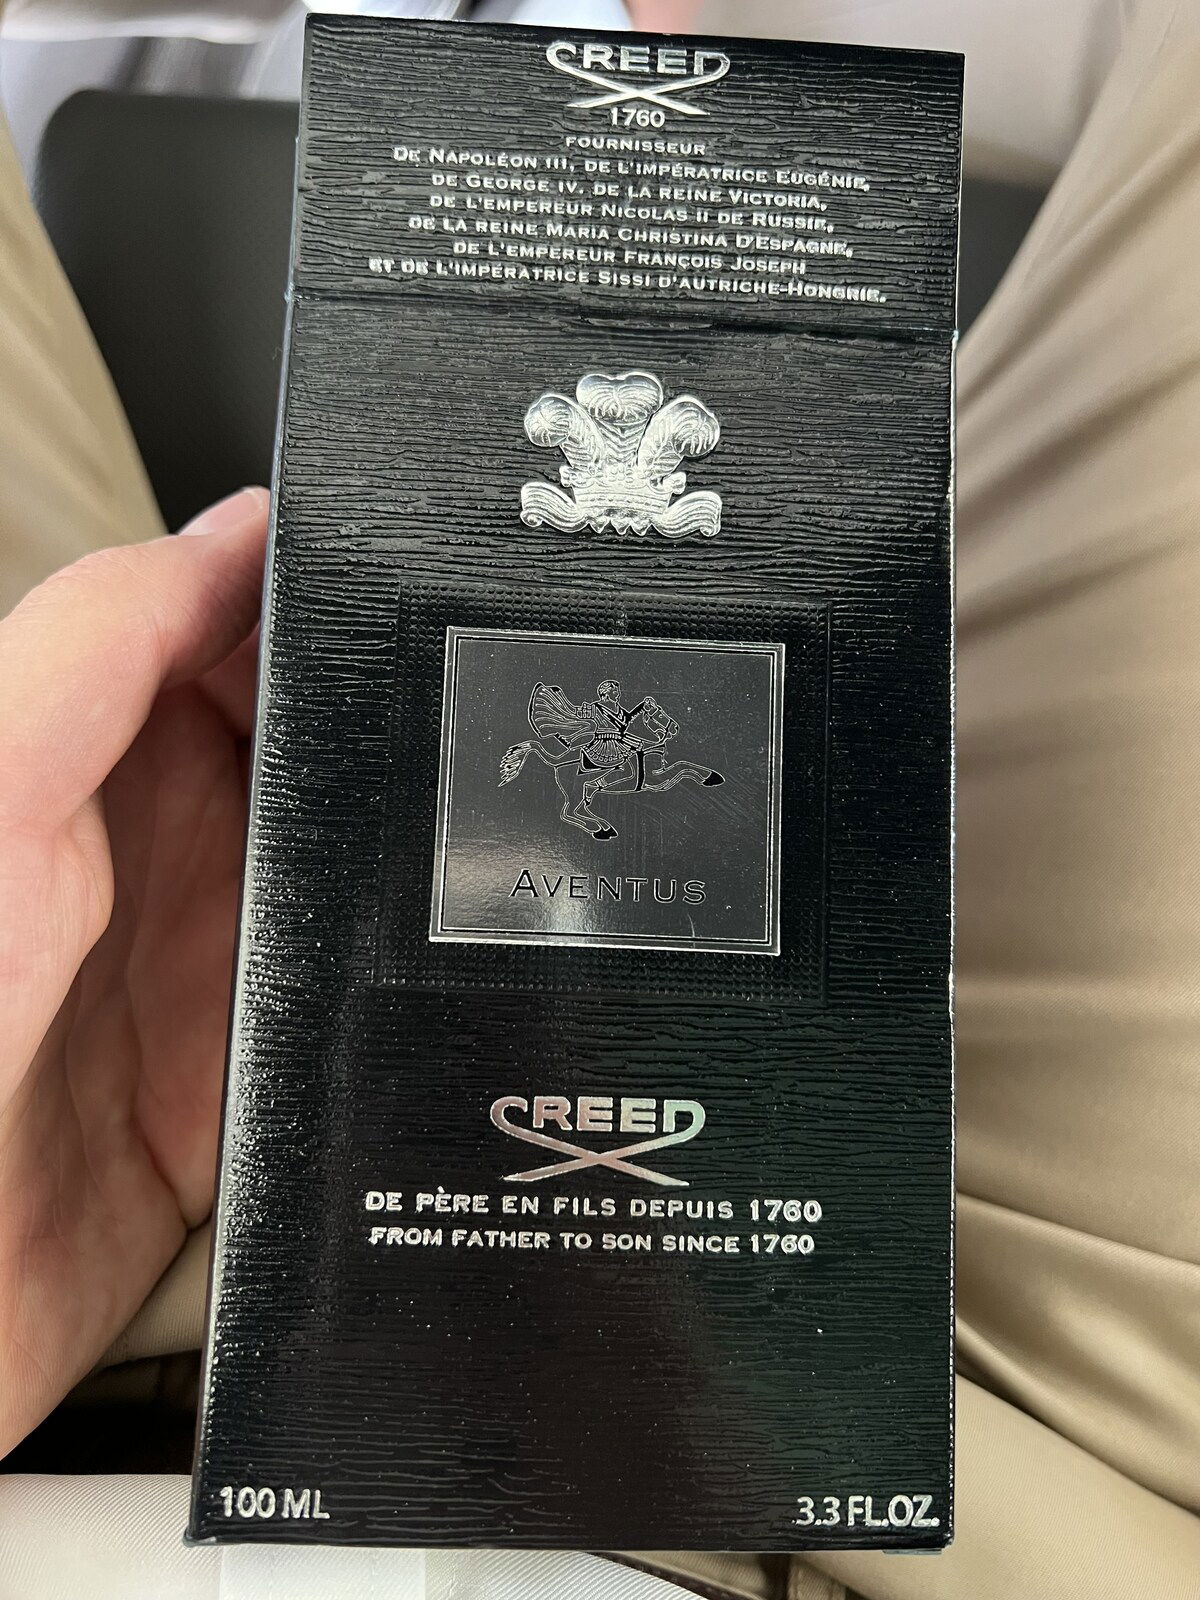 CREED
1760
FOURNISSEUR
DE NAPOLÉON III, DE L'IMPÉRATRICE EUGÉNIE,
DE GEORGE IV, DE LA REINE VICTORIA,
DE L'EMPEREUR NICOLAS II DE RUSSIE,
DE LA REINE MARIA CHRISTINA D'ESPAGNE,
DE L'EMPEREUR FRANÇOIS JOSEPH
ET DE L'IMPÉRATRICE SISSI D'AUTRICHE-HONGRIE.
AVENTUS
CREED
DE PÈRE EN FILS DEPUIS 1760
FROM FATHER TO SON SINCE 1760
100 ML
3.3 FL.OZ.